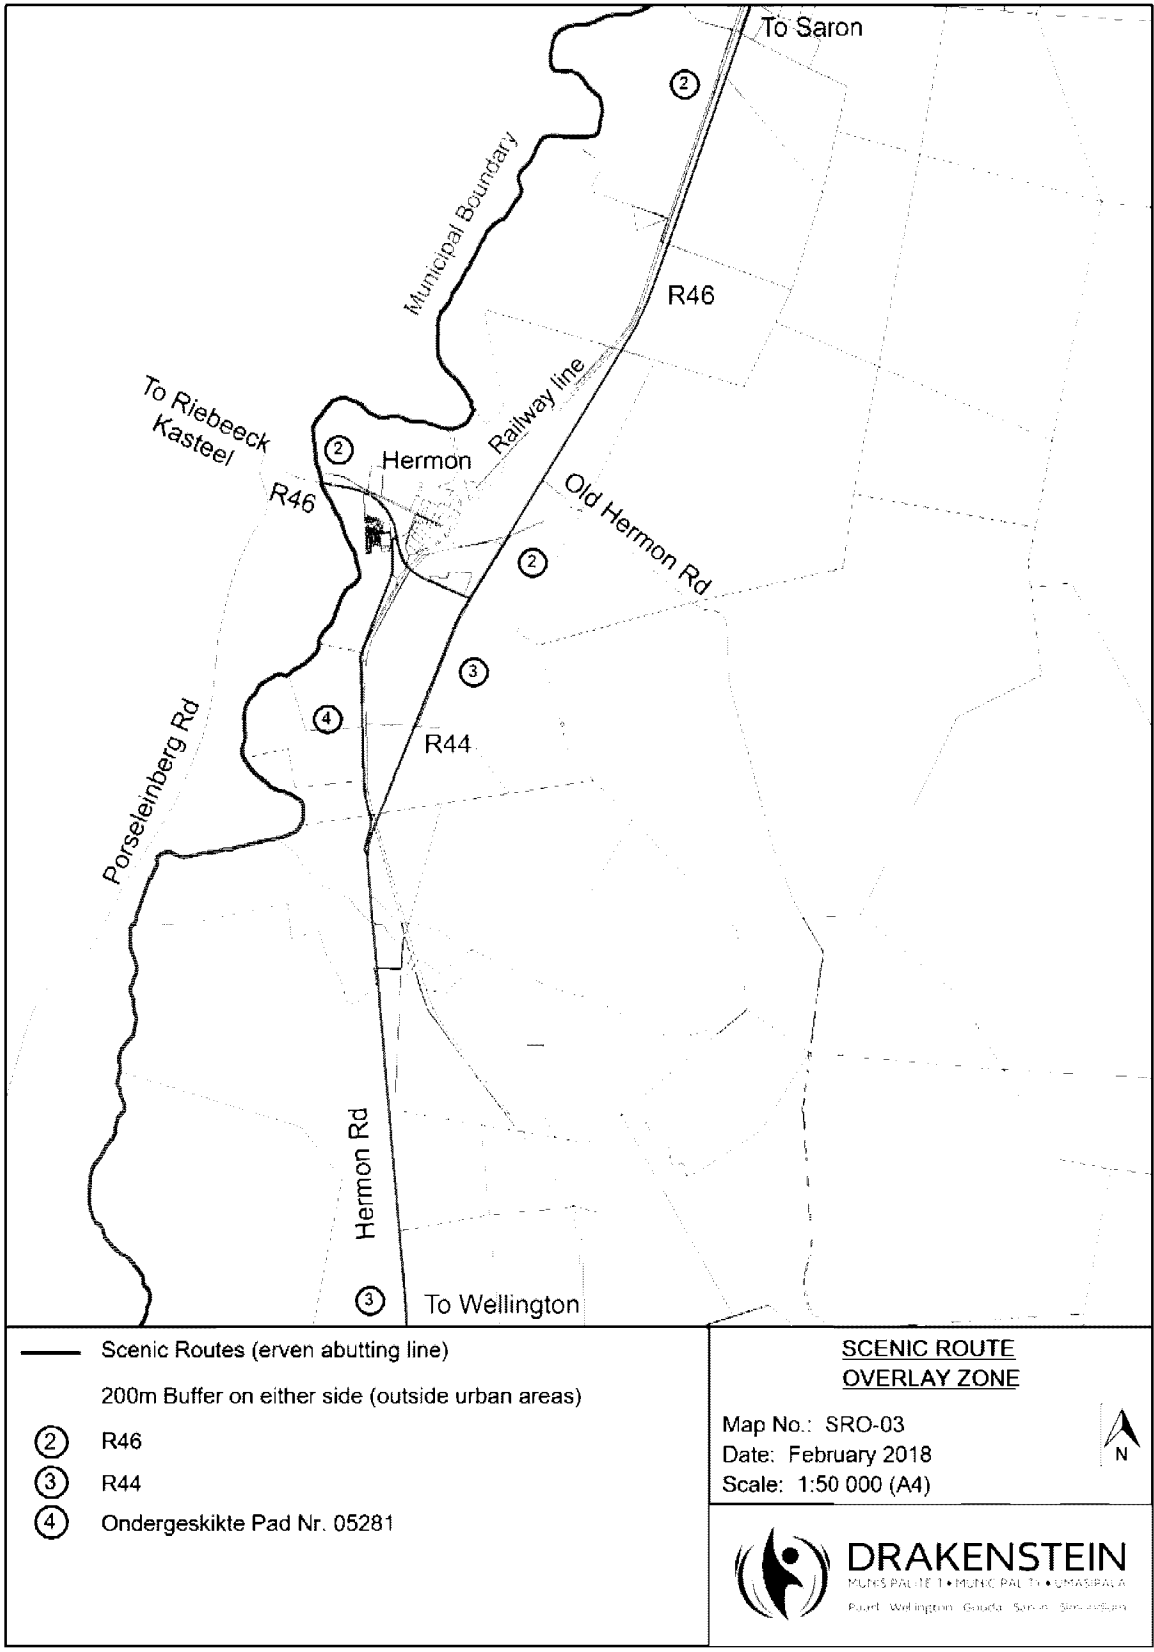 To Saron
2
Municipal Boundary
R46
Railway line
To Riebeeck
Kasteel
2
Hermon
R46
Old Hermon Rd
2
3
4
R44
Porseleinberg Rd
Hermon Rd
3
To Wellington
Scenic Routes (erven abutting line)
200m Buffer on either side (outside urban areas)
2 R46
3 R44
4 Ondergeskikte Pad Nr. 05281
SCENIC ROUTE
OVERLAY ZONE
Map No.: SRO-03
Date: February 2018
Scale: 1:50 000 (A4)
N
DRAKENSTEIN
Wellington Gouda